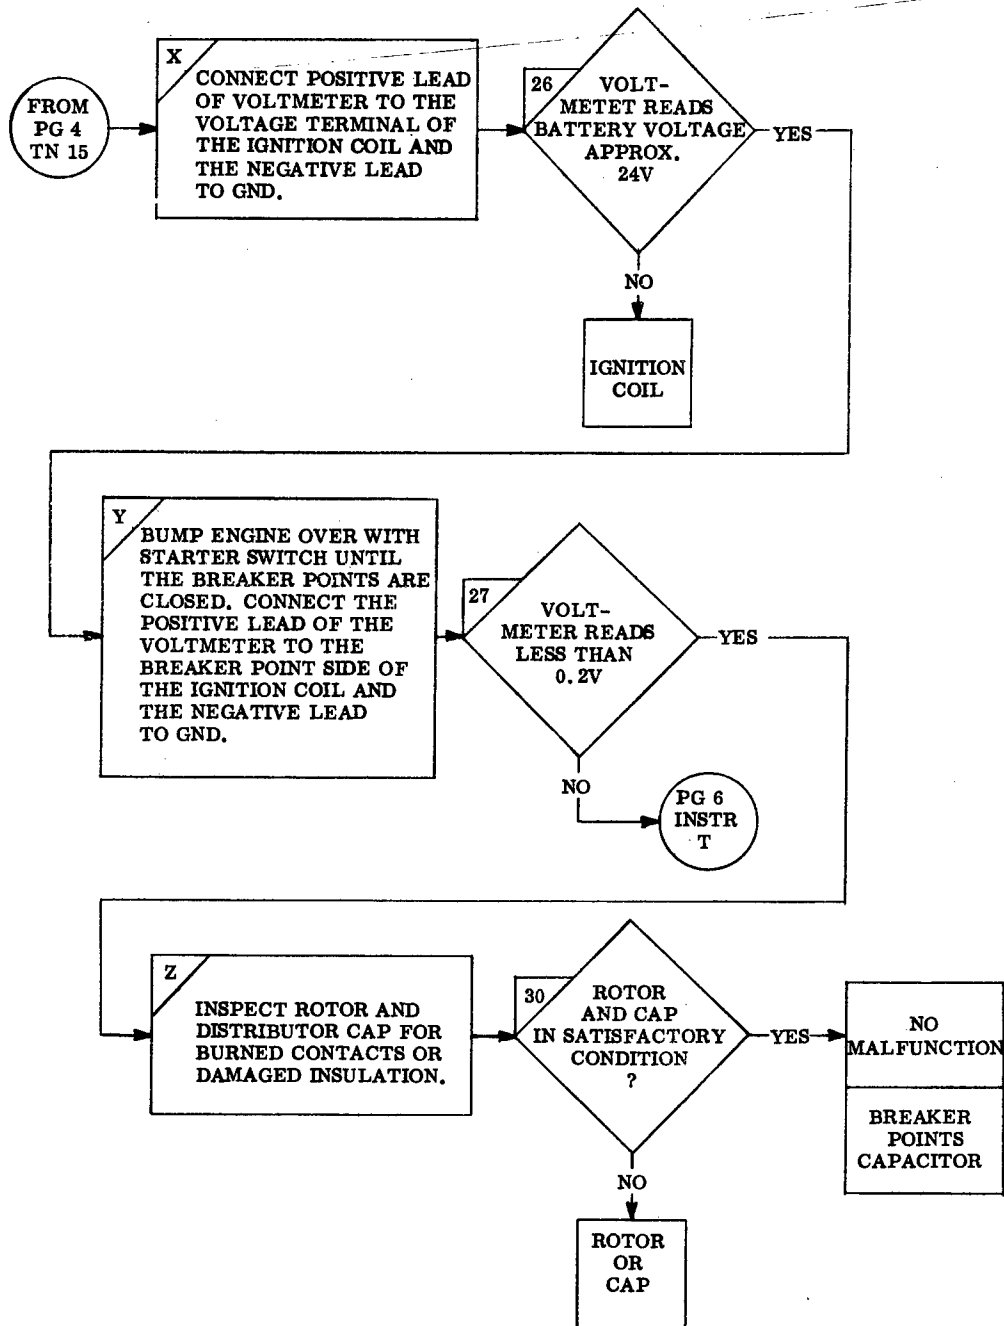 FROM
PG 4
TN 15
X
CONNECT POSITIVE LEAD
OF VOLTMETER TO THE
VOLTAGE TERMINAL OF
THE IGNITION COIL AND
THE NEGATIVE LEAD
TO GND.
26
VOLT-
METET READS
BATTERY VOLTAGE
APPROX.
24V
YES
NO
IGNITION
COIL
Y
BUMP ENGINE OVER WITH
STARTER SWITCH UNTIL
THE BREAKER POINTS ARE
CLOSED. CONNECT THE
POSITIVE LEAD OF THE
VOLTMETER TO THE
BREAKER POINT SIDE OF
THE IGNITION COIL AND
THE NEGATIVE LEAD
TO GND.
27
VOLT-
METER READS
LESS THAN
0.2V
YES
NO
PG 6
INSTR
T
Z
INSPECT ROTOR AND
DISTRIBUTOR CAP FOR
BURNED CONTACTS OR
DAMAGED INSULATION.
30
ROTOR
AND CAP
IN SATISFACTORY
CONDITION
?
YES
NO
MALFUNCTION
BREAKER
POINTS
CAPACITOR
NO
ROTOR
OR
CAP